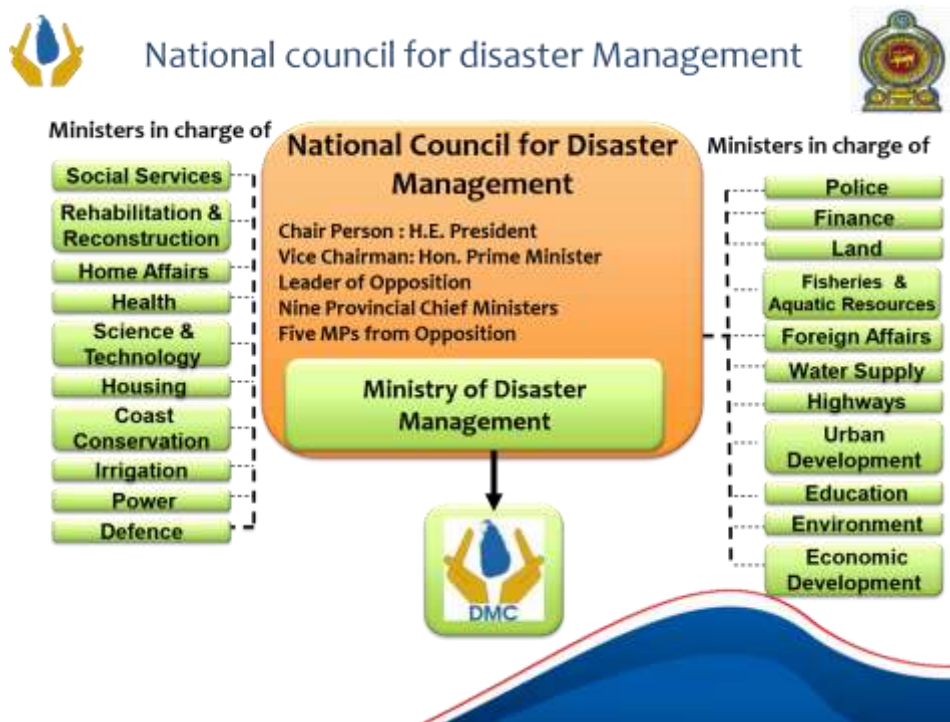 National council for disaster Management
Ministers in charge of
Social Services
Rehabilitation &
Reconstruction
Home Affairs
Health
Science &
Technology
Housing
Coast
Conservation
Irrigation
Power
Defence
National Council for Disaster
Management
Chair Person : H.E. President
Vice Chairman: Hon. Prime Minister
Leader of Opposition
Nine Provincial Chief Ministers
Five MPs from Opposition
Ministry of Disaster
Management
DMC
Ministers in charge of
Police
Finance
Land
Fisheries &
Aquatic Resources
Foreign Affairs
Water Supply
Highways
Urban
Development
Education
Environment
Economic
Development